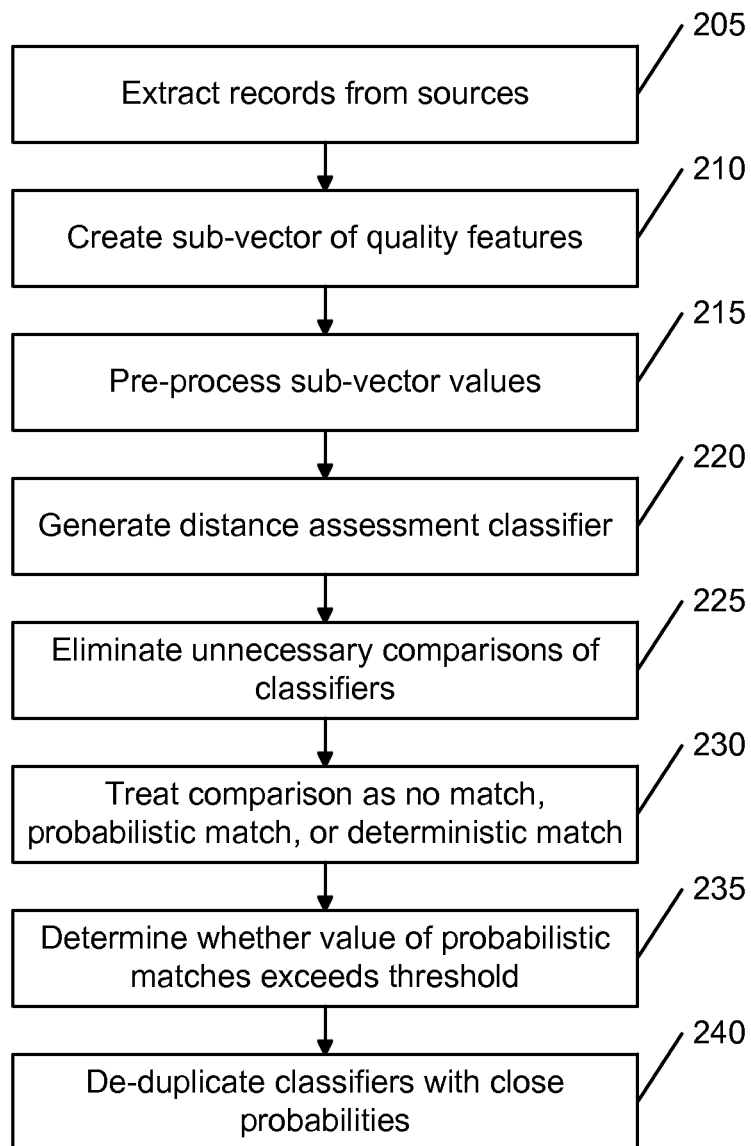 205
Extract records from sources
210
Create sub-vector of quality features
215
Pre-process sub-vector values
220
Generate distance assessment classifier
225
Eliminate unnecessary comparisons of
classifiers
230
Treat comparison as no match,
probabilistic match, or deterministic match
235
Determine whether value of probabilistic
matches exceeds threshold
240
De-duplicate classifiers with close
probabilities